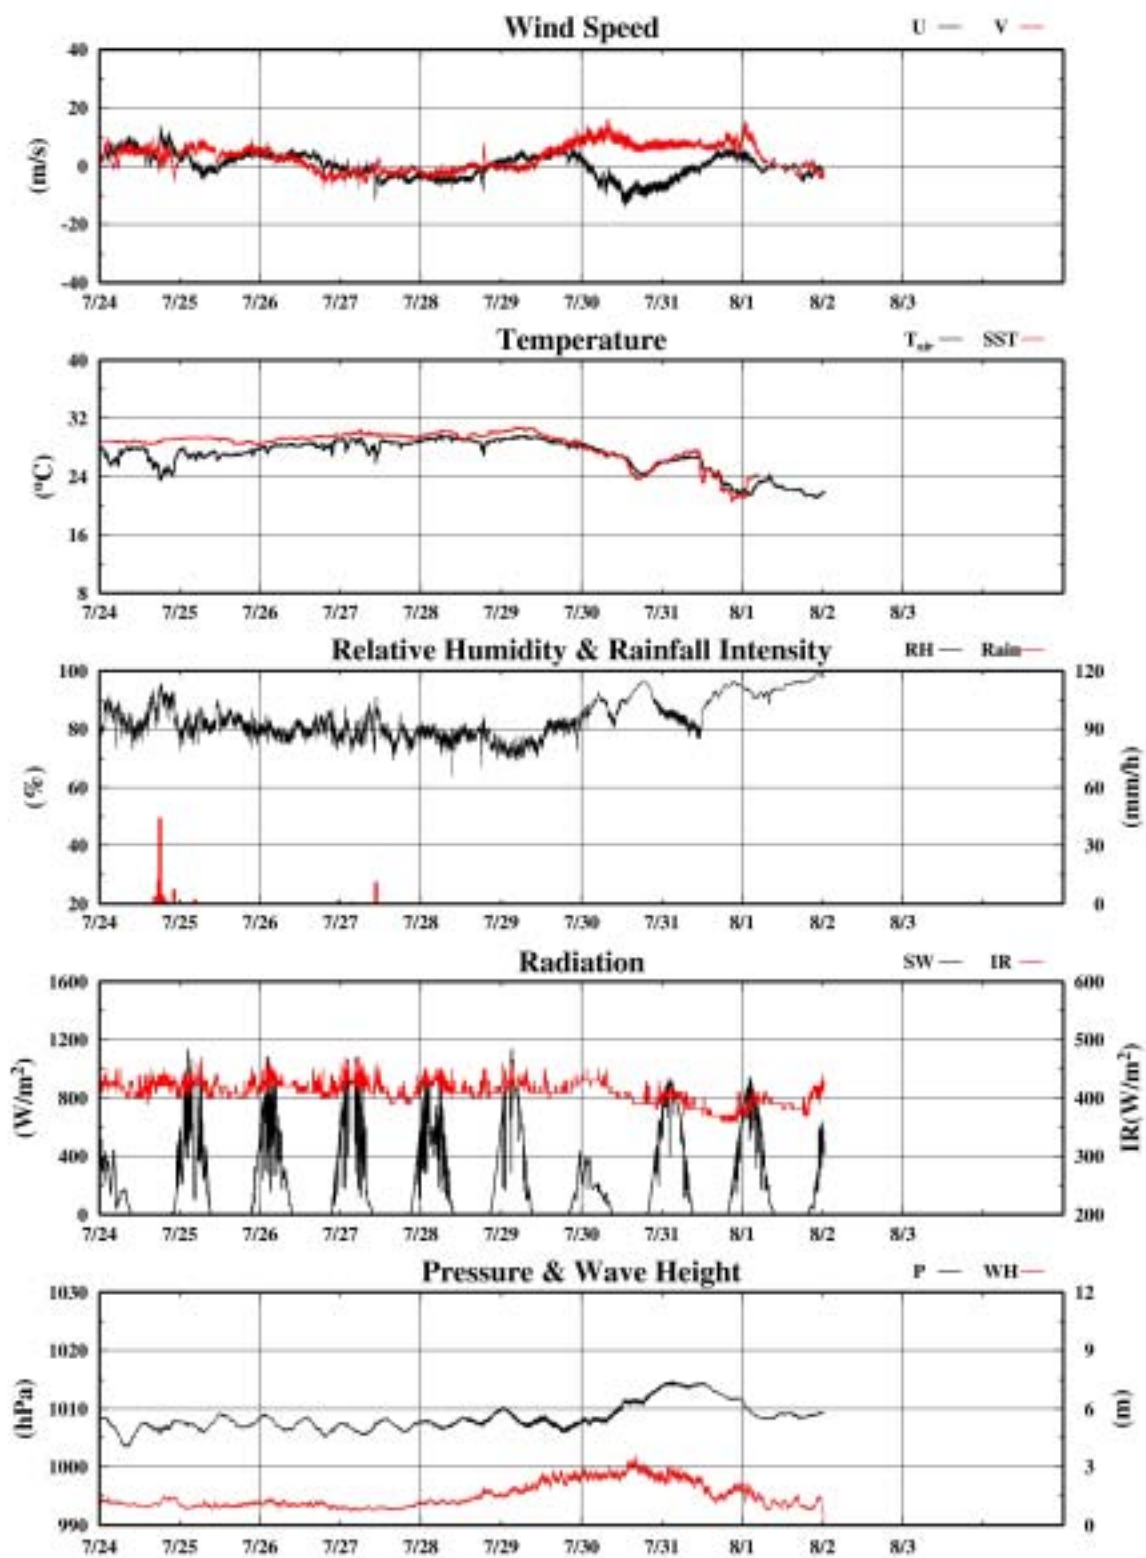 Wind Speed U V
40
20
0
-20
-40
(m/s)
7/24 7/25 7/26 7/27 7/28 7/29 7/30 7/31 8/1 8/2 8/3
Temperature Tair SST
40
32
24
16
8
(°C)
7/24 7/25 7/26 7/27 7/28 7/29 7/30 7/31 8/1 8/2 8/3
Relative Humidity & Rainfall Intensity RH Rain
100 120
80 90
60 60
40 30
20 0
(%) (mm/h)
7/24 7/25 7/26 7/27 7/28 7/29 7/30 7/31 8/1 8/2 8/3
Radiation SW IR
1600 600
1200 500
800 400
400 300
0 200
(W/m²) IR(W/m²)
7/24 7/25 7/26 7/27 7/28 7/29 7/30 7/31 8/1 8/2 8/3
Pressure & Wave Height P WH
1030 12
1020 9
1010 6
1000 3
990 0
(hPa) (m)
7/24 7/25 7/26 7/27 7/28 7/29 7/30 7/31 8/1 8/2 8/3